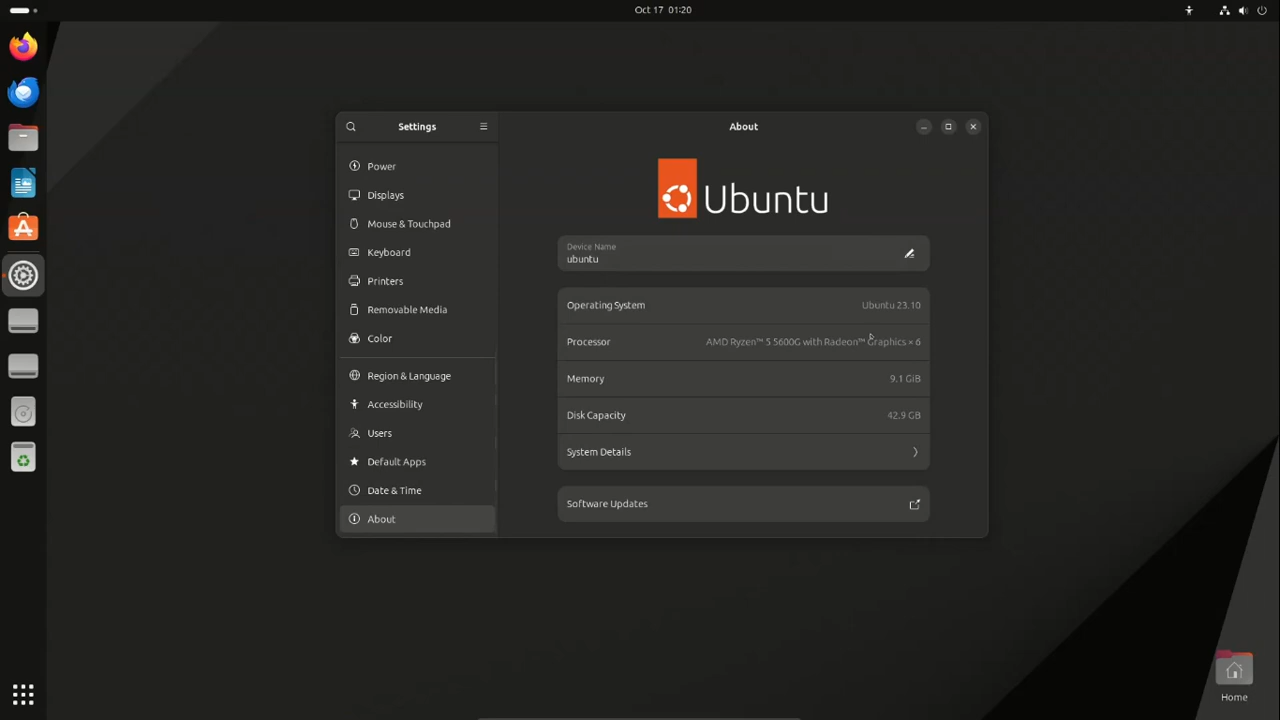 Oct 17 01:20
Settings
About
Power
Displays
Mouse & Touchpad
Keyboard
Printers
Removable Media
Color
Region & Language
Accessibility
Users
Default Apps
Date & Time
About
Ubuntu
Device Name
ubuntu
Operating System
Ubuntu 23.10
Processor
AMD Ryzen™ 5 5600G with Radeon™ Graphics × 6
Memory
9.1 GiB
Disk Capacity
42.9 GB
System Details
Software Updates
Home